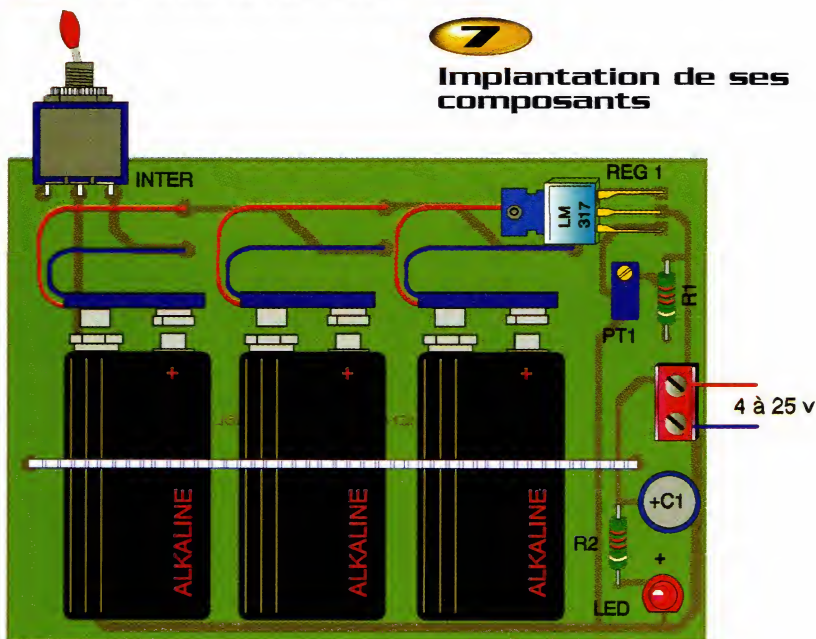 7
Implantation de ses
composants
INTER
REG 1
LM
317
PT1
R1
4 à 25 v
+
+
+
ALKALINE
ALKALINE
ALKALINE
+C1
R2
+
LED